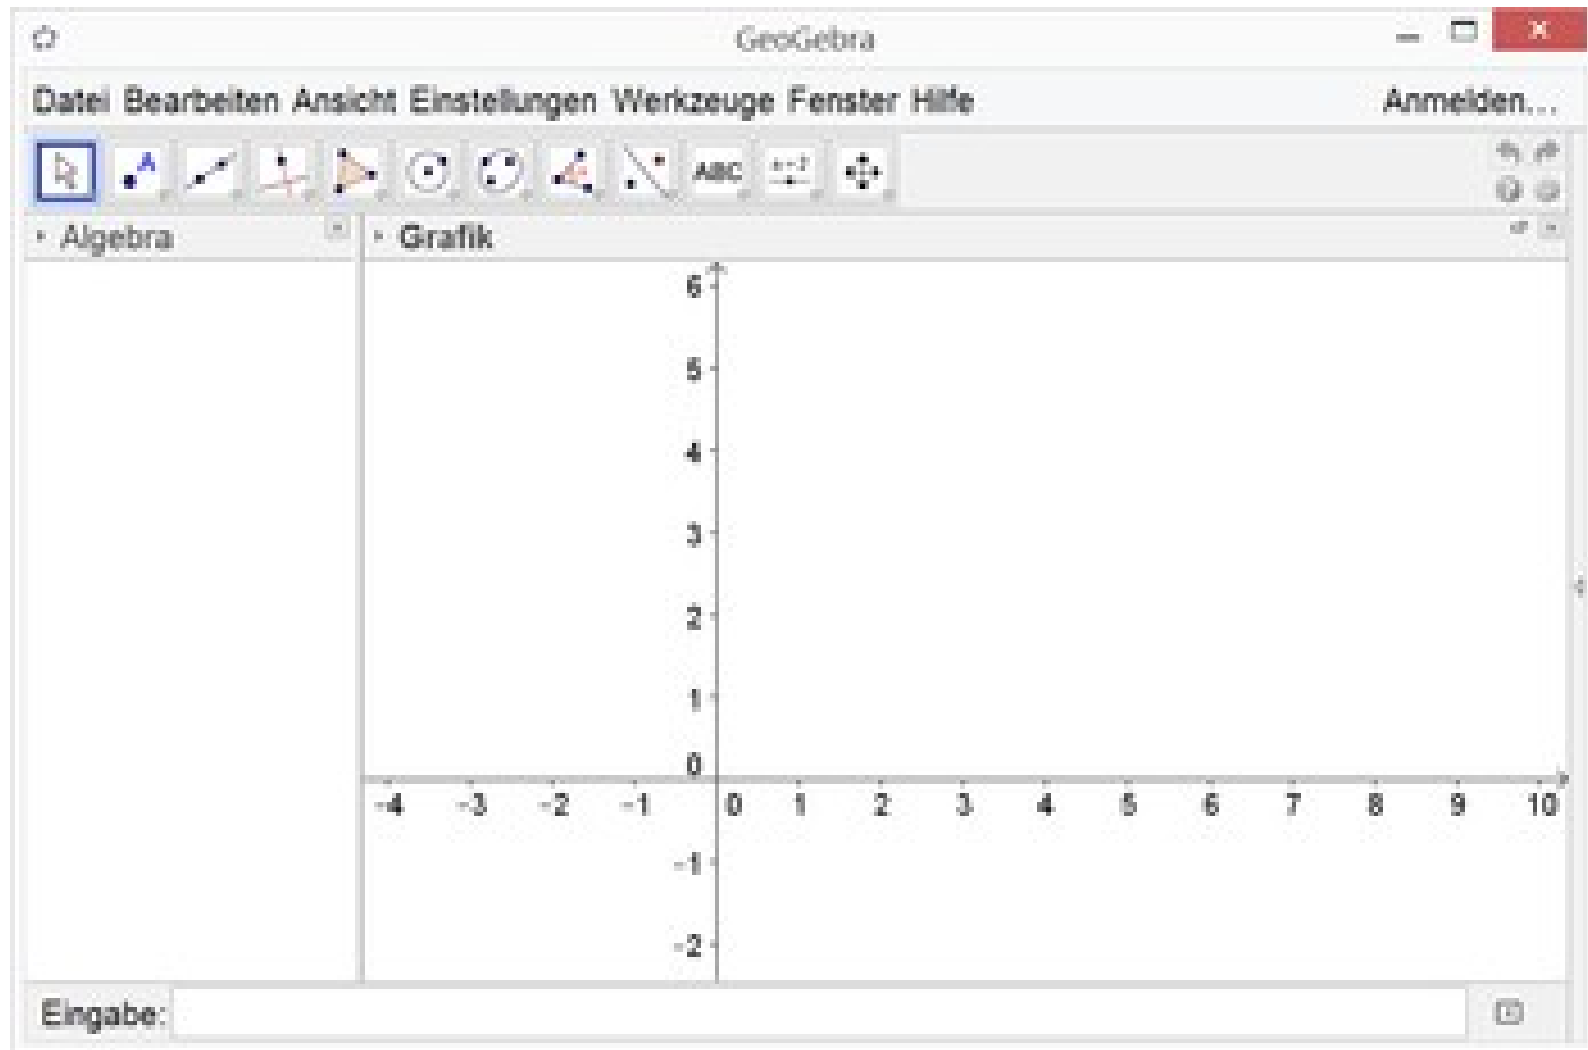 GeoGebra
Datei Bearbeiten Ansicht Einstellungen Werkzeuge Fenster Hilfe Anmelden...
A ABC a=2
Algebra Grafik
6
5
4
3
2
1
0
-4 -3 -2 -1 0 1 2 3 4 5 6 7 8 9 10
-1
-2
Eingabe: